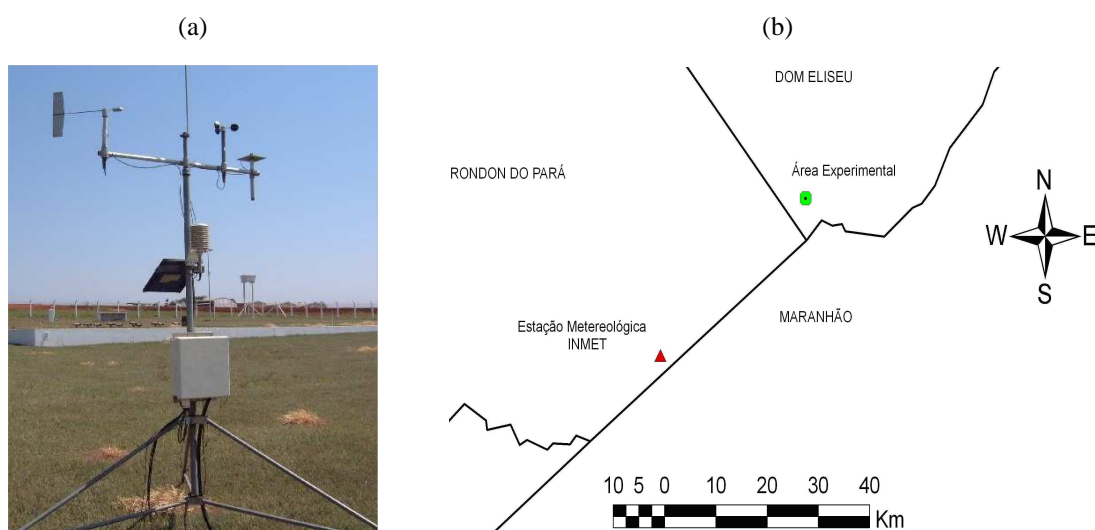 (a)
(b)
DOM ELISEU
RONDON DO PARÁ
Área Experimental
N
W E
S
Estação Metereológica
INMET
MARANHÃO
10 5 0 10 20 30 40
Km